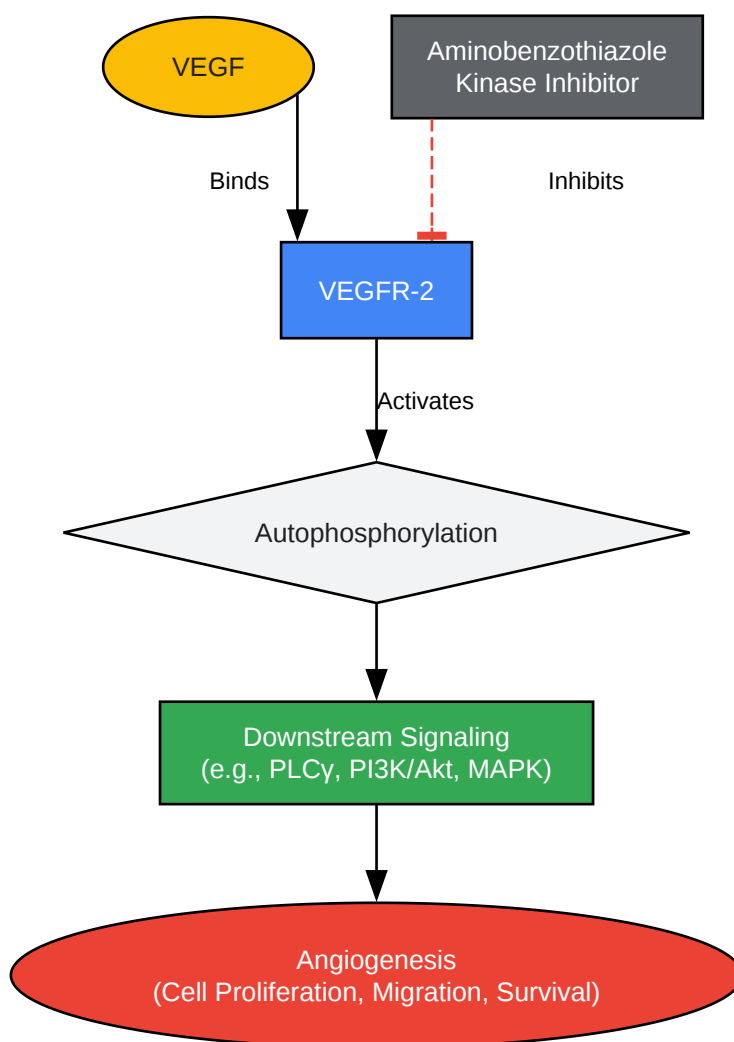 VEGF
Aminobenzothiazole
Kinase Inhibitor
Binds
Inhibits
VEGFR-2
Activates
Autophosphorylation
Downstream Signaling
(e.g., PLCγ, PI3K/Akt, MAPK)
Angiogenesis
(Cell Proliferation, Migration, Survival)